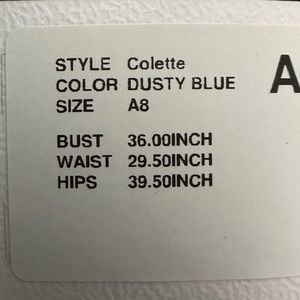 STYLE Colette
COLOR DUSTY BLUE
SIZE A8
A
BUST 36.00INCH
WAIST 29.50INCH
HIPS 39.50INCH